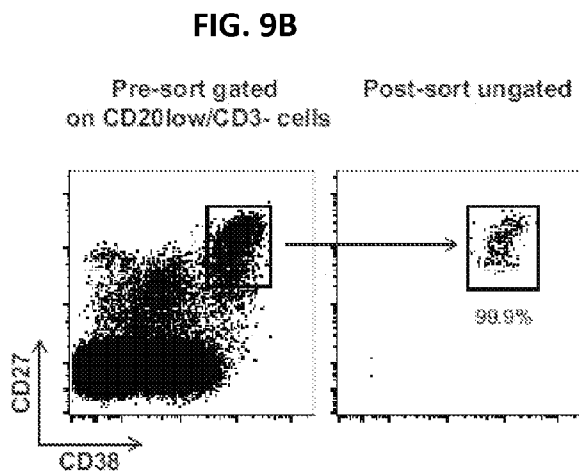 FIG. 9B
Pre-sort gated
on CD20low/CD3- cells
Post-sort ungated
99.9%
CD27
CD38